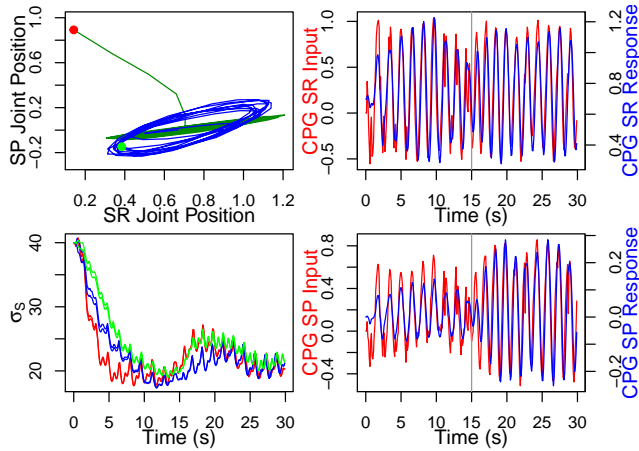 SP Joint Position
−0.2 0.2 0.6 1.0
0.2 0.4 0.6 0.8 1.0 1.2
SR Joint Position
CPG SR Input
−0.5 0.0 0.5 1.0
0 5 10 15 20 25 30
Time (s)
0.4 0.6 0.8 1.0 1.2
CPG SR Response
σS
20 30 40
0 5 10 15 20 25 30
Time (s)
CPG SP Input
−0.4 0.0 0.4 0.8
0 5 10 15 20 25 30
Time (s)
−0.2 0.0 0.2
CPG SP Response